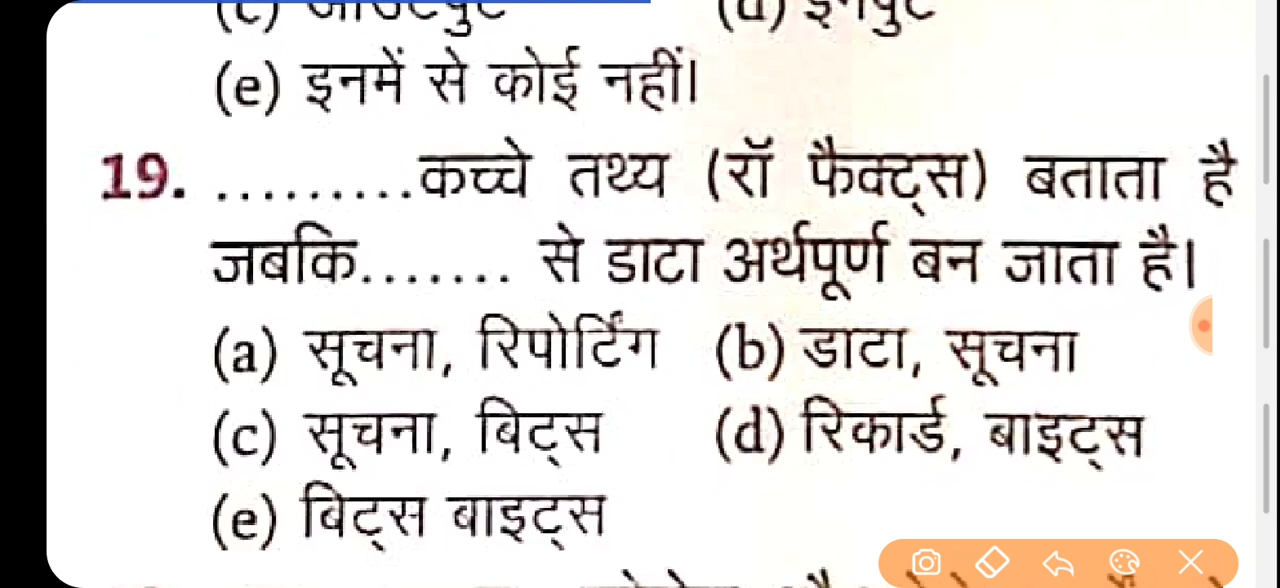 (e) इनमें से कोई नहीं।
19. .........कच्चे तथ्य (रॉ फैक्ट्स) बताता है
जबकि....... से डाटा अर्थपूर्ण बन जाता है।
(a) सूचना, रिपोर्टिंग (b) डाटा, सूचना
(c) सूचना, बिट्स (d) रिकार्ड, बाइट्स
(e) बिट्स बाइट्स